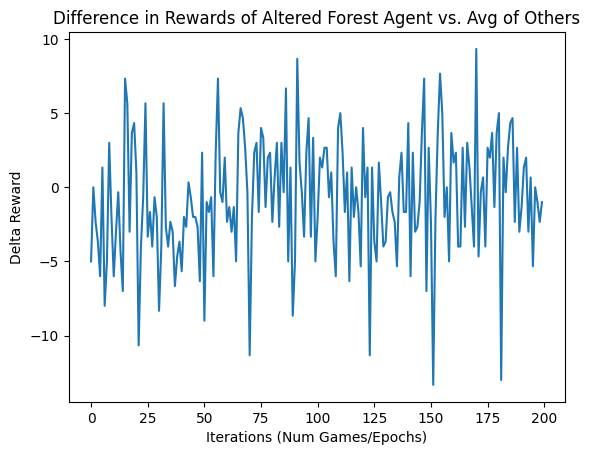 Difference in Rewards of Altered Forest Agent vs. Avg of Others
Delta Reward
10
5
0
−5
−10
0 25 50 75 100 125 150 175 200
Iterations (Num Games/Epochs)